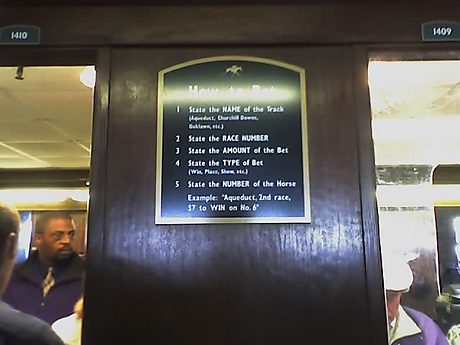 1410
1409
How to Bet
1 State the NAME of the Track
(Aqueduct, Churchill Downs,
Oaklawn, etc.)
2 State the RACE NUMBER
3 State the AMOUNT of the Bet
4 State the TYPE of Bet
(Win, Place, Show, etc.)
5 State the NUMBER of the Horse
Example: "Aqueduct, 2nd race,
$7 to WIN on No. 6"